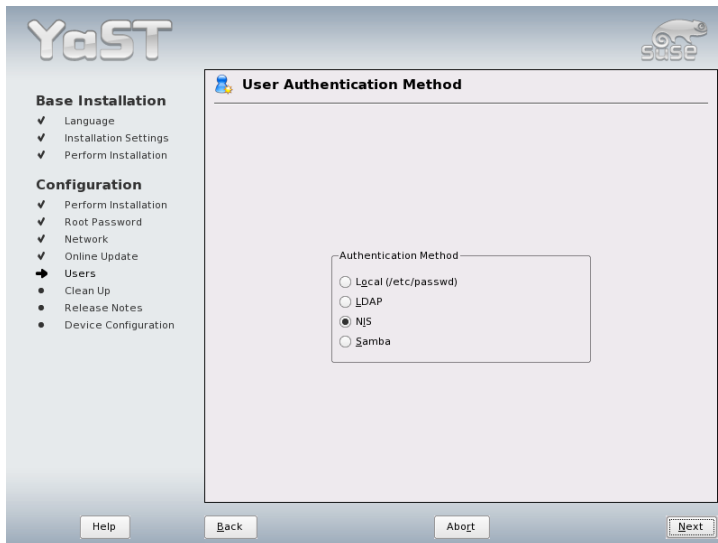 YaST
SUSE
Base Installation
Language
Installation Settings
Perform Installation
Configuration
Perform Installation
Root Password
Network
Online Update
Users
Clean Up
Release Notes
Device Configuration
User Authentication Method
Authentication Method
Local (/etc/passwd)
LDAP
NIS
Samba
Help
Back
Abort
Next